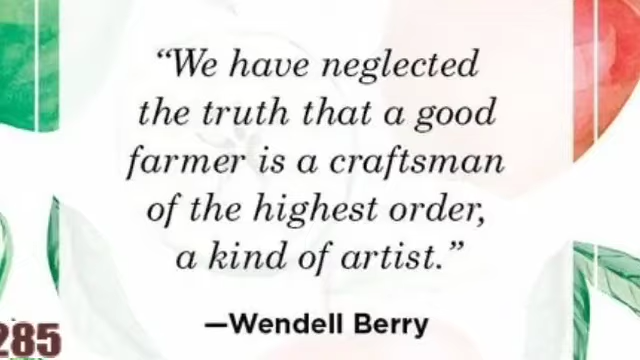 “We have neglected
the truth that a good
farmer is a craftsman
of the highest order,
a kind of artist.”
—Wendell Berry
285